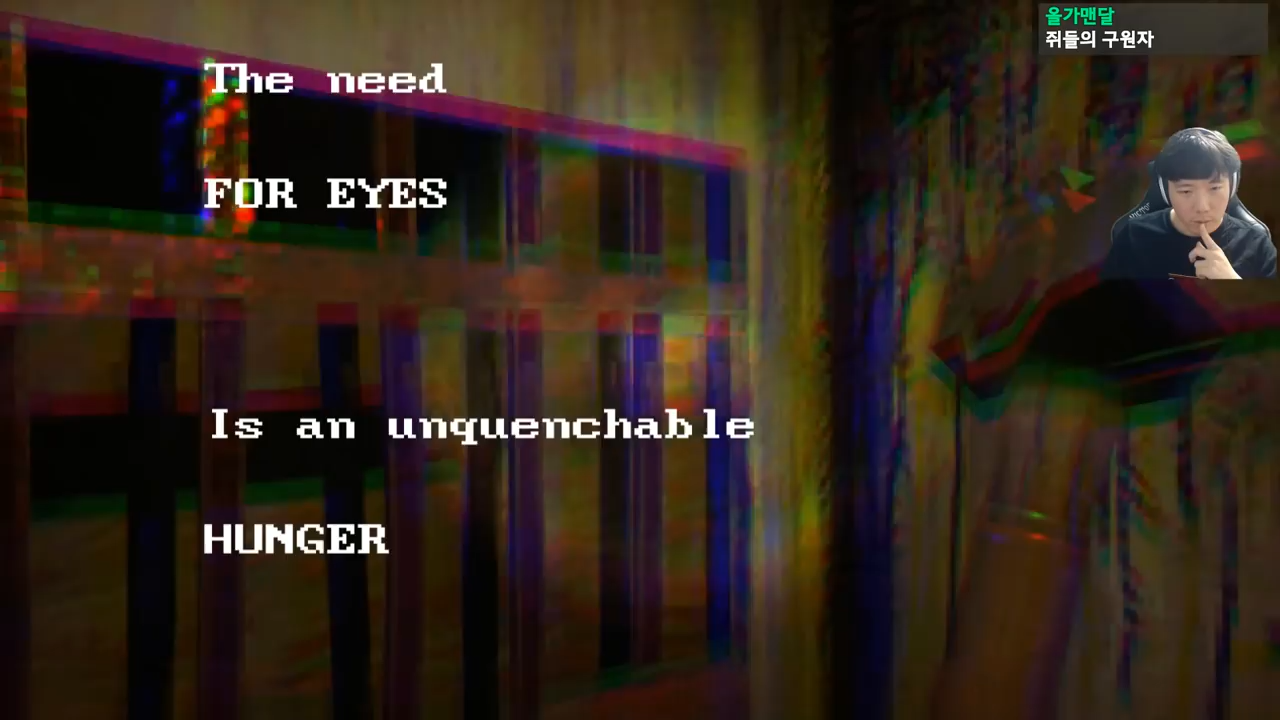 The need
FOR EYES
Is an unquenchable
HUNGER
올가맨달
쥐들의 구원자